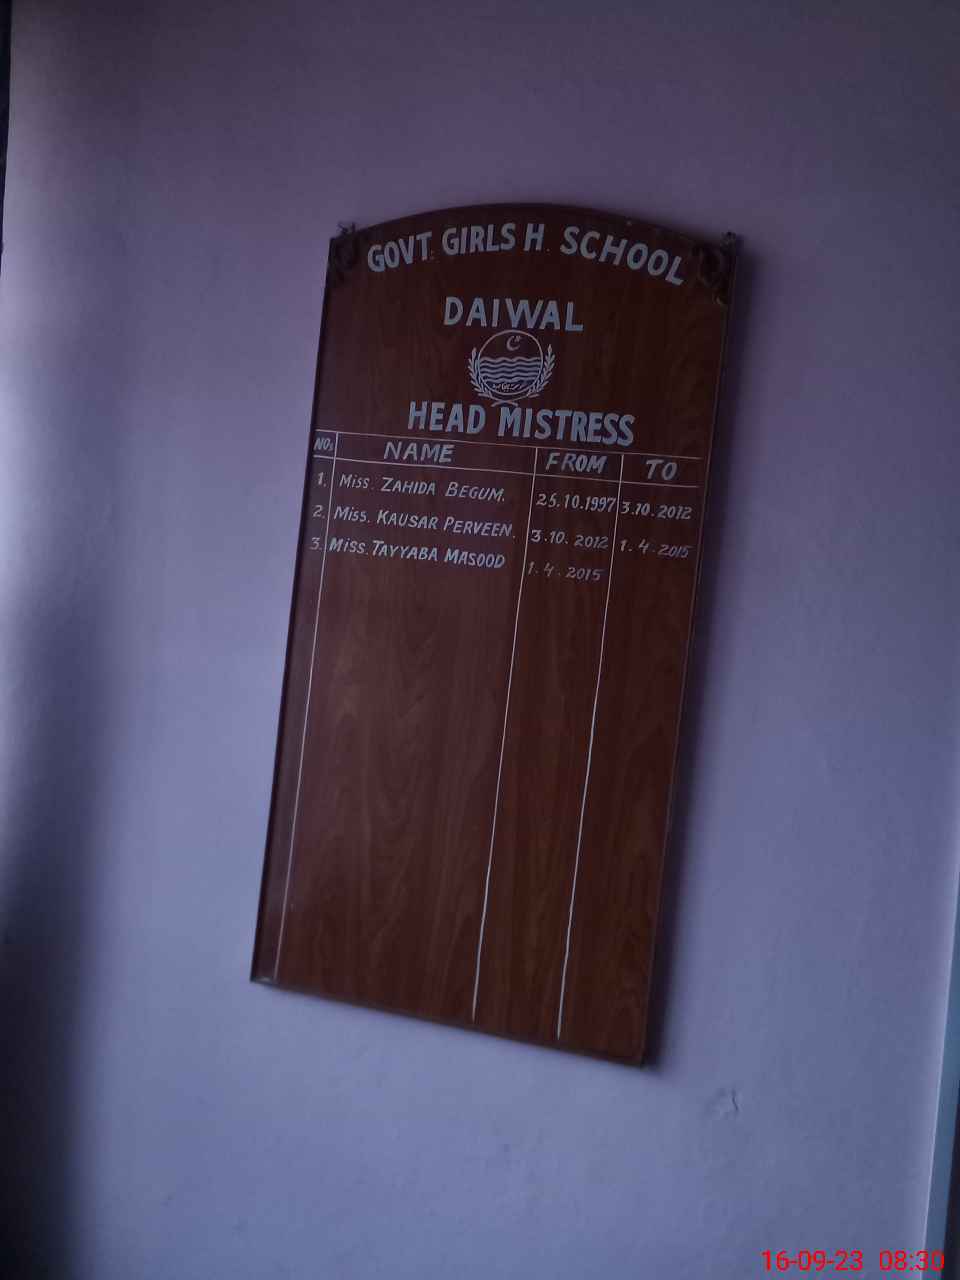 GOVT. GIRLS H. SCHOOL
DAIWAL
HEAD MISTRESS
NOs NAME FROM TO
1. Miss. ZAHIDA BEGUM. 25.10.1997 3.10.2012
2. Miss. KAUSAR PERVEEN. 3.10.2012 1.4.2015
3. Miss. TAYYABA MASOOD 1.4.2015
16-09-23 08:30